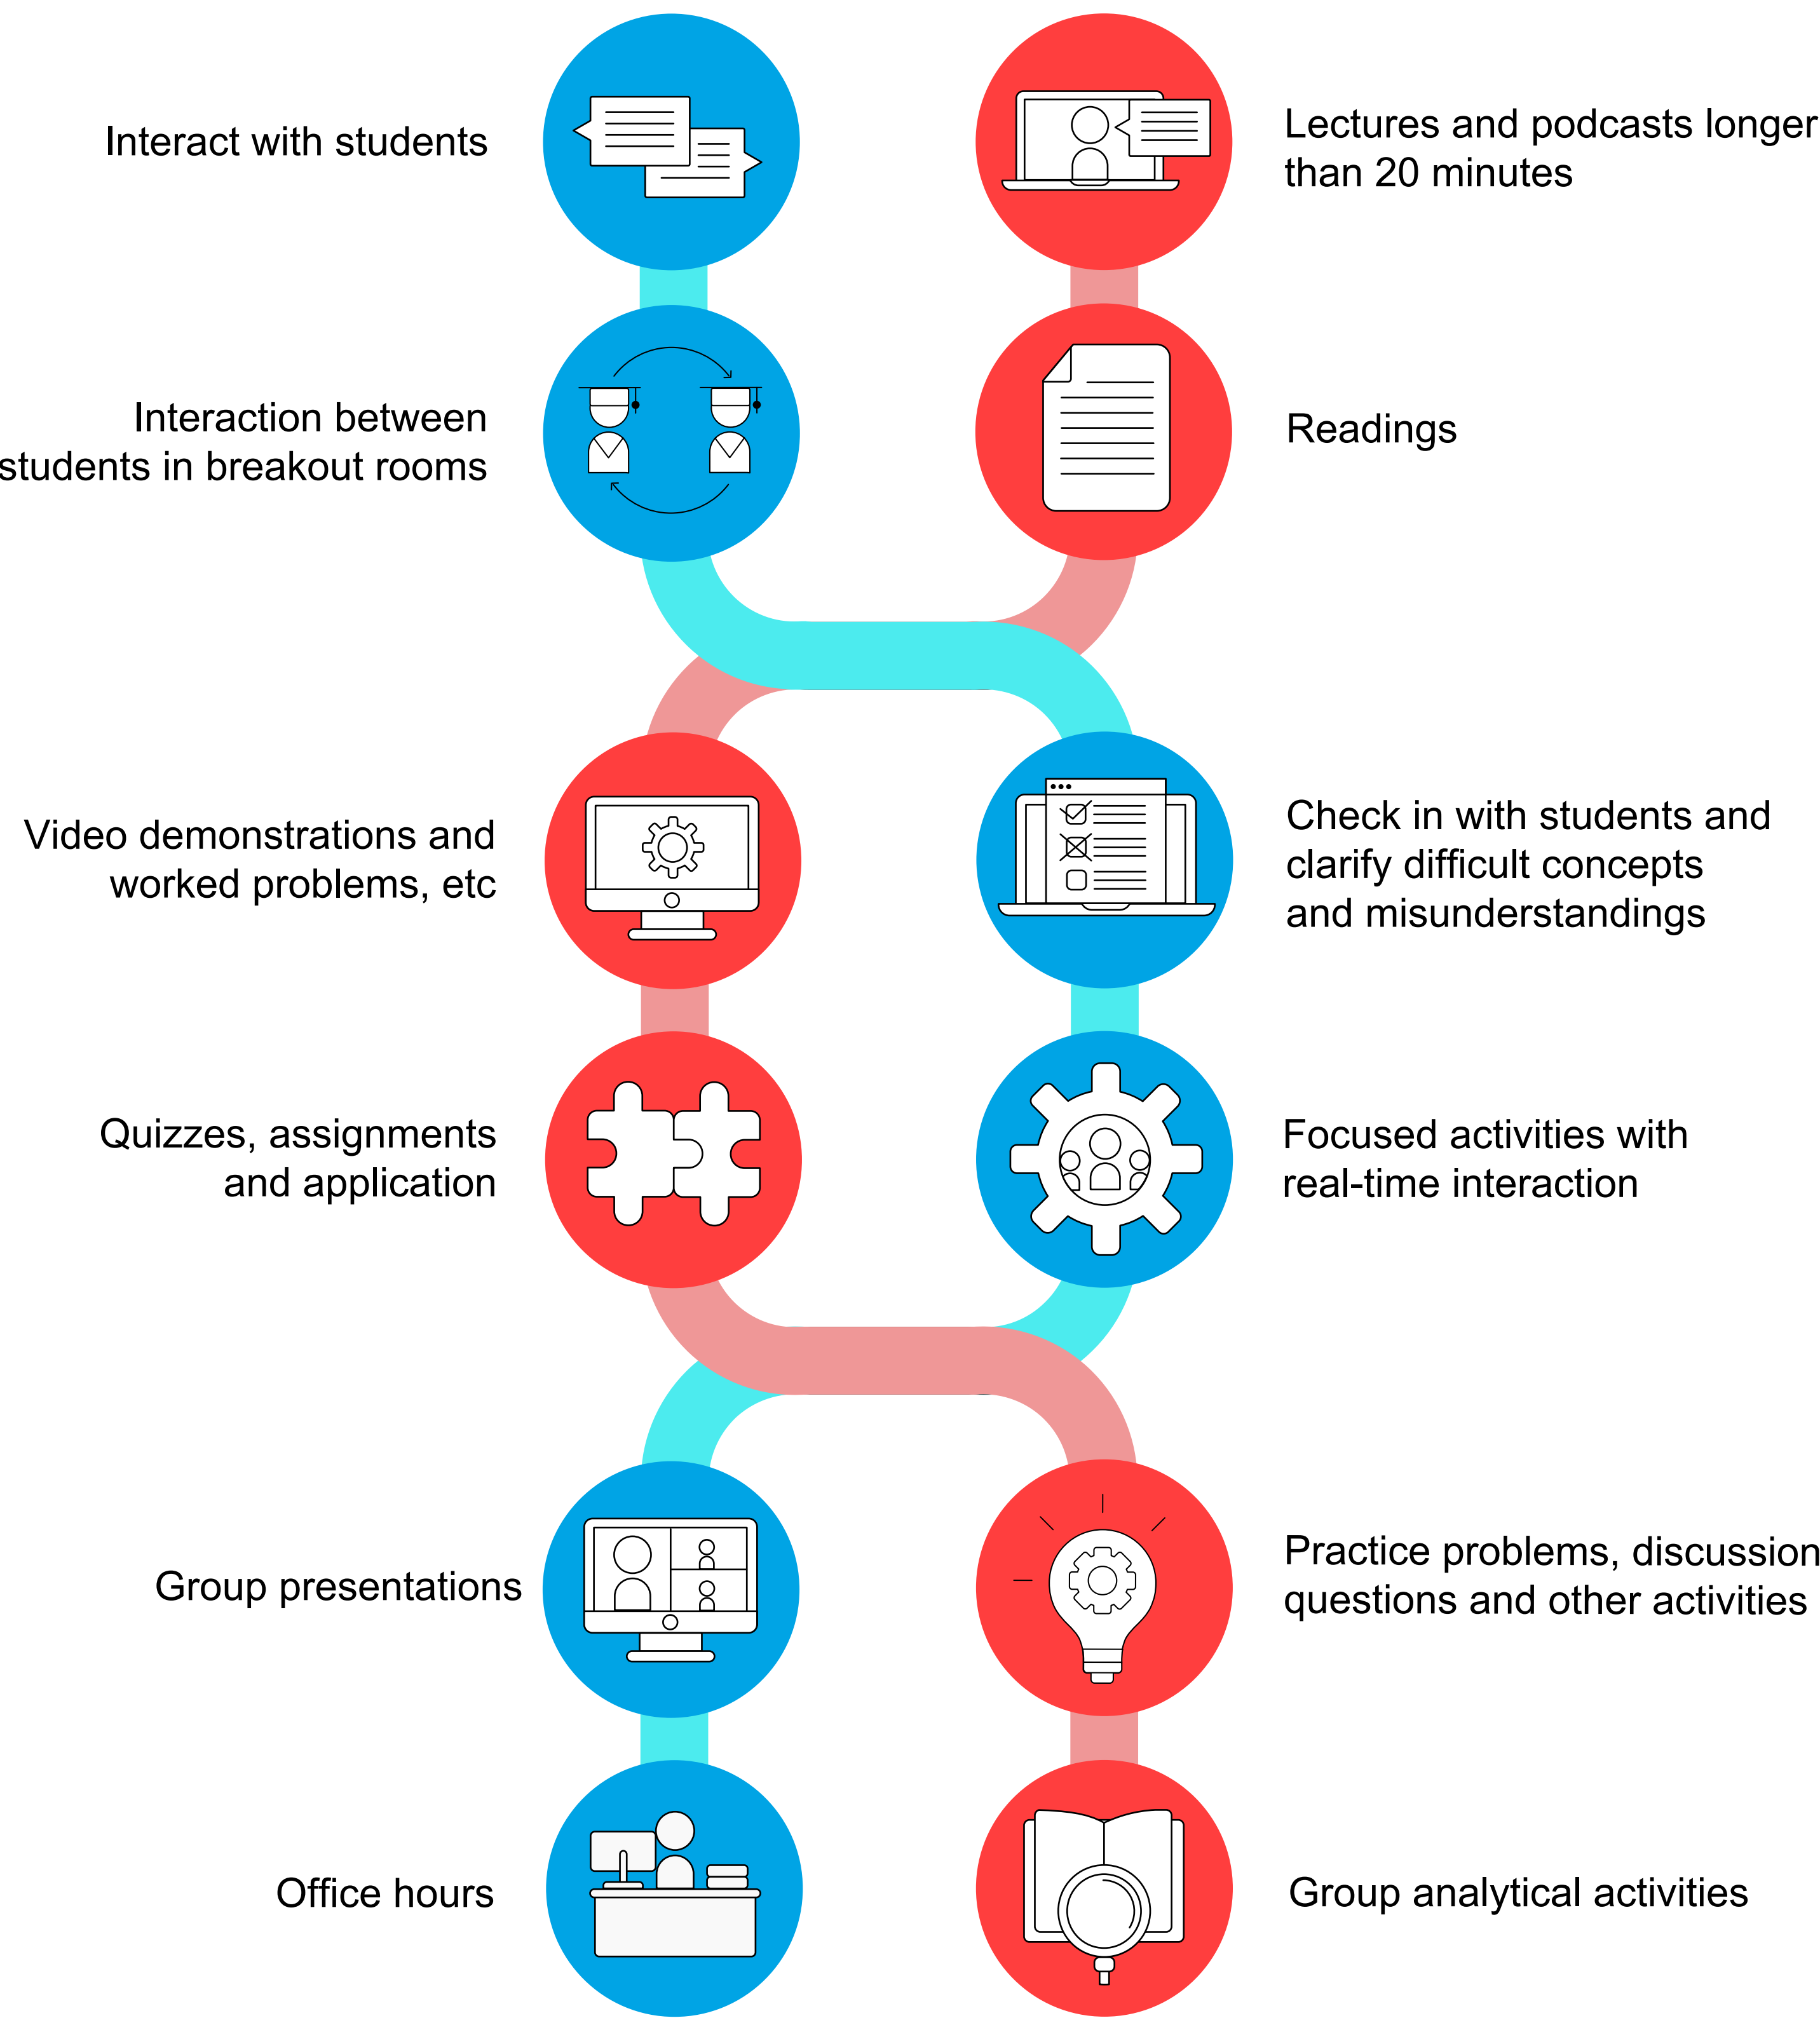 Interact with students
Lectures and podcasts longer
than 20 minutes
Interaction between
students in breakout rooms
Readings
Video demonstrations and
worked problems, etc
Check in with students and
clarify difficult concepts
and misunderstandings
Quizzes, assignments
and application
Focused activities with
real-time interaction
Group presentations
Practice problems, discussion
questions and other activities
Office hours
Group analytical activities